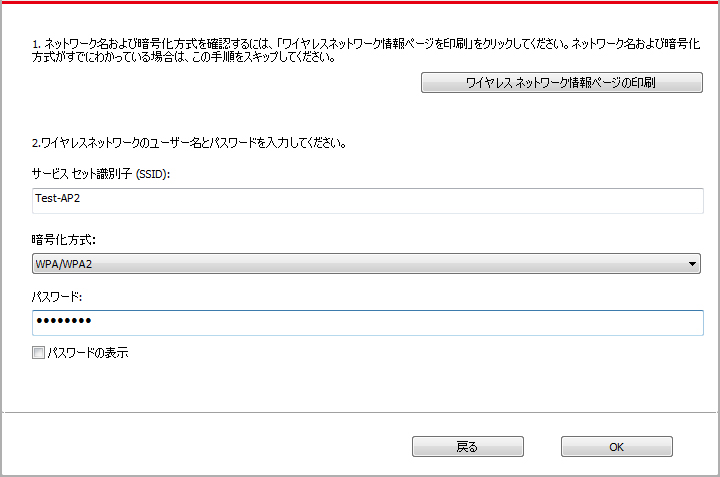 1. ネットワーク名および暗号化方式を確認するには、「ワイヤレスネットワーク情報ページを印刷」をクリックしてください。ネットワーク名および暗号化
方式がすでにわかっている場合は、この手順をスキップしてください。
ワイヤレス ネットワーク情報ページの印刷
2.ワイヤレスネットワークのユーザー名とパスワードを入力してください。
サービス セット識別子 (SSID):
Test-AP2
暗号化方式:
WPA/WPA2
パスワード:
●●●●●●●●
パスワードの表示
戻る
OK